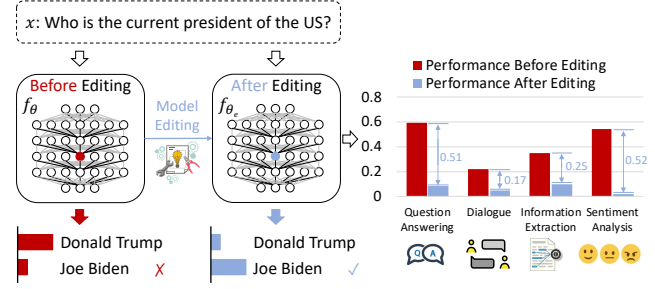 x: Who is the current president of the US?
Before Editing
fθ
Model
Editing
After Editing
fθe
Donald Trump
Joe Biden ✗
Donald Trump
Joe Biden ✓
Performance Before Editing
Performance After Editing
0.8
0.6
0.4
0.2
0
0.51
0.17
0.25
0.52
Question
Answering
Dialogue
Information
Extraction
Sentiment
Analysis
Q A